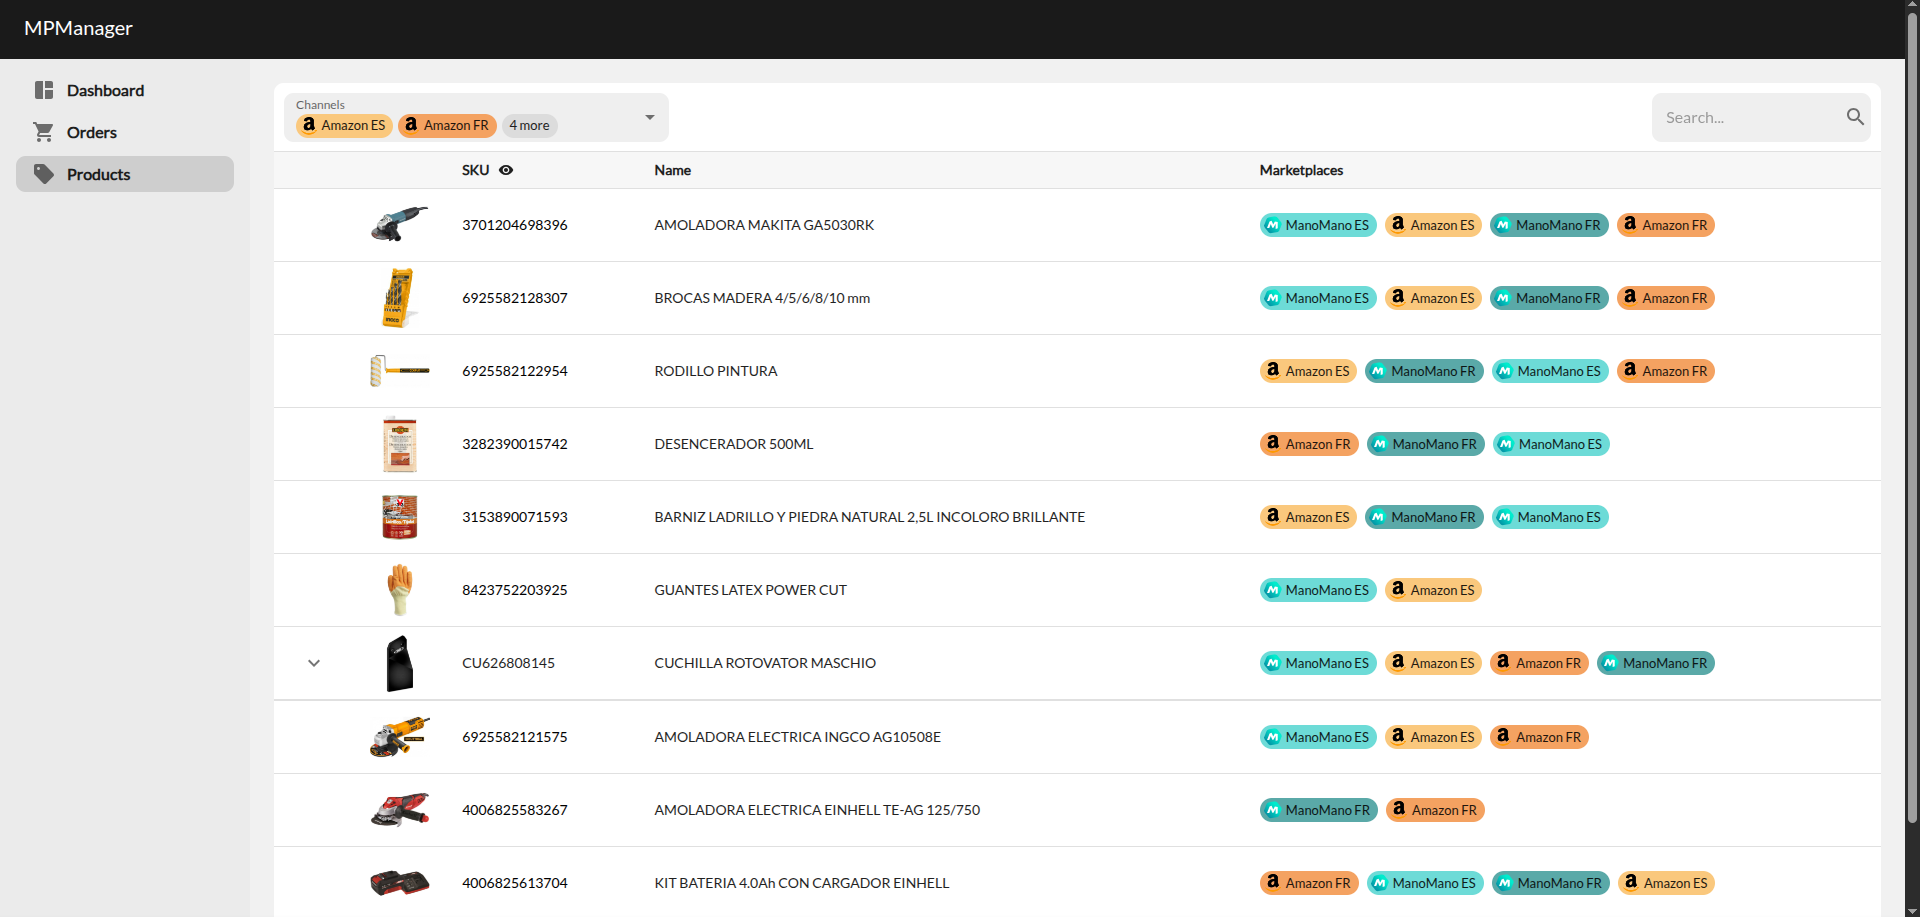 MPManager
Dashboard
Orders
Products
Channels
Amazon ES Amazon FR 4 more
Search...
SKU Name Marketplaces
3701204698396 AMOLADORA MAKITA GA5030RK ManoMano ES Amazon ES ManoMano FR Amazon FR
6925582128307 BROCAS MADERA 4/5/6/8/10 mm ManoMano ES Amazon ES ManoMano FR Amazon FR
6925582122954 RODILLO PINTURA Amazon ES ManoMano FR ManoMano ES Amazon FR
3282390015742 DESENCERADOR 500ML Amazon FR ManoMano FR ManoMano ES
3153890071593 BARNIZ LADRILLO Y PIEDRA NATURAL 2,5L INCOLORO BRILLANTE Amazon ES ManoMano FR ManoMano ES
8423752203925 GUANTES LATEX POWER CUT ManoMano ES Amazon ES
CU626808145 CUCHILLA ROTOVATOR MASCHIO ManoMano ES Amazon ES Amazon FR ManoMano FR
6925582121575 AMOLADORA ELECTRICA INGCO AG10508E ManoMano ES Amazon ES Amazon FR
4006825583267 AMOLADORA ELECTRICA EINHELL TE-AG 125/750 ManoMano FR Amazon FR
4006825613704 KIT BATERIA 4.0Ah CON CARGADOR EINHELL Amazon FR ManoMano ES ManoMano FR Amazon ES